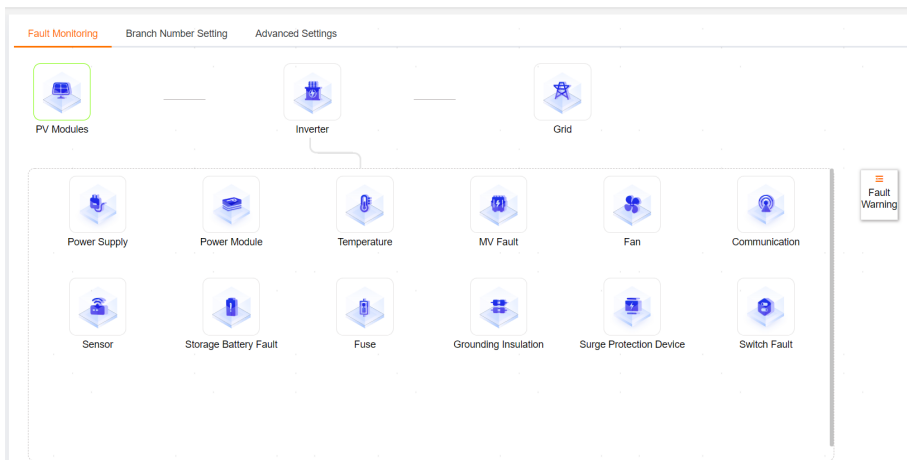 Fault Monitoring Branch Number Setting Advanced Settings
PV Modules Inverter Grid
Fault
Warning
Power Supply Power Module Temperature MV Fault Fan Communication
Sensor Storage Battery Fault Fuse Grounding Insulation Surge Protection Device Switch Fault